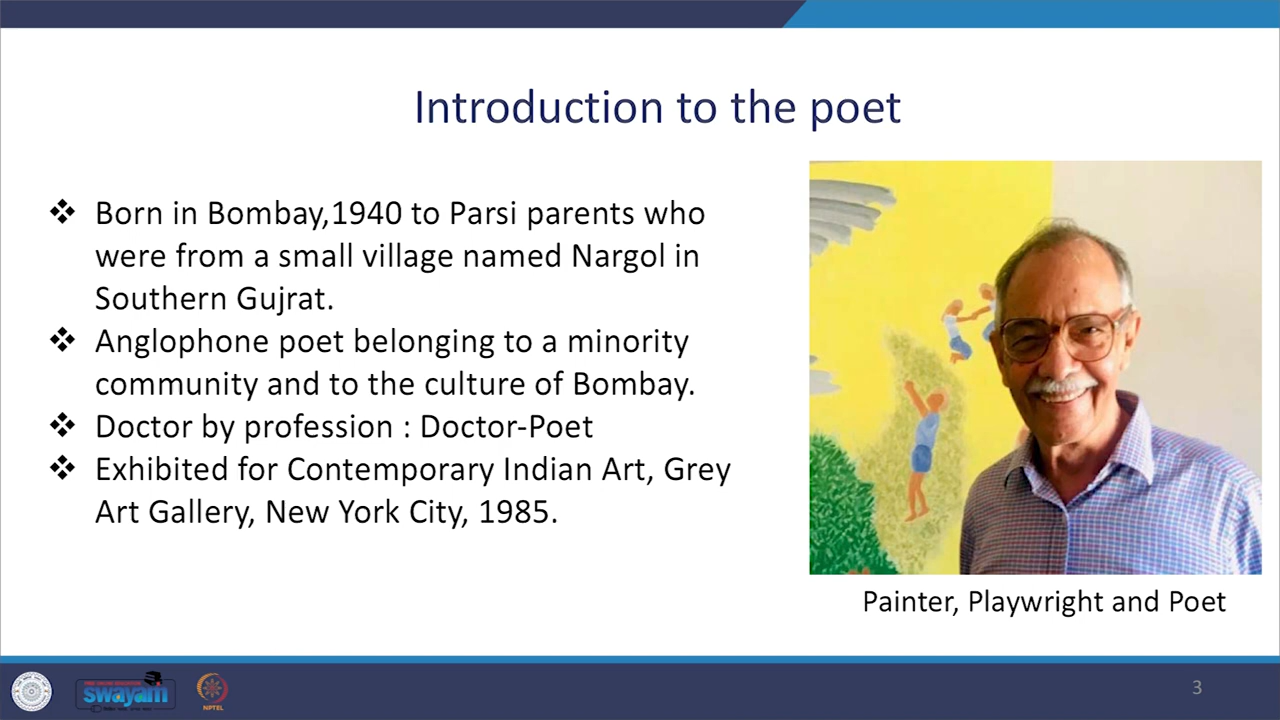 Introduction to the poet
❖ Born in Bombay,1940 to Parsi parents who
were from a small village named Nargol in
Southern Gujrat.
❖ Anglophone poet belonging to a minority
community and to the culture of Bombay.
❖ Doctor by profession : Doctor-Poet
❖ Exhibited for Contemporary Indian Art, Grey
Art Gallery, New York City, 1985.
Painter, Playwright and Poet
swayam
NPTEL
3